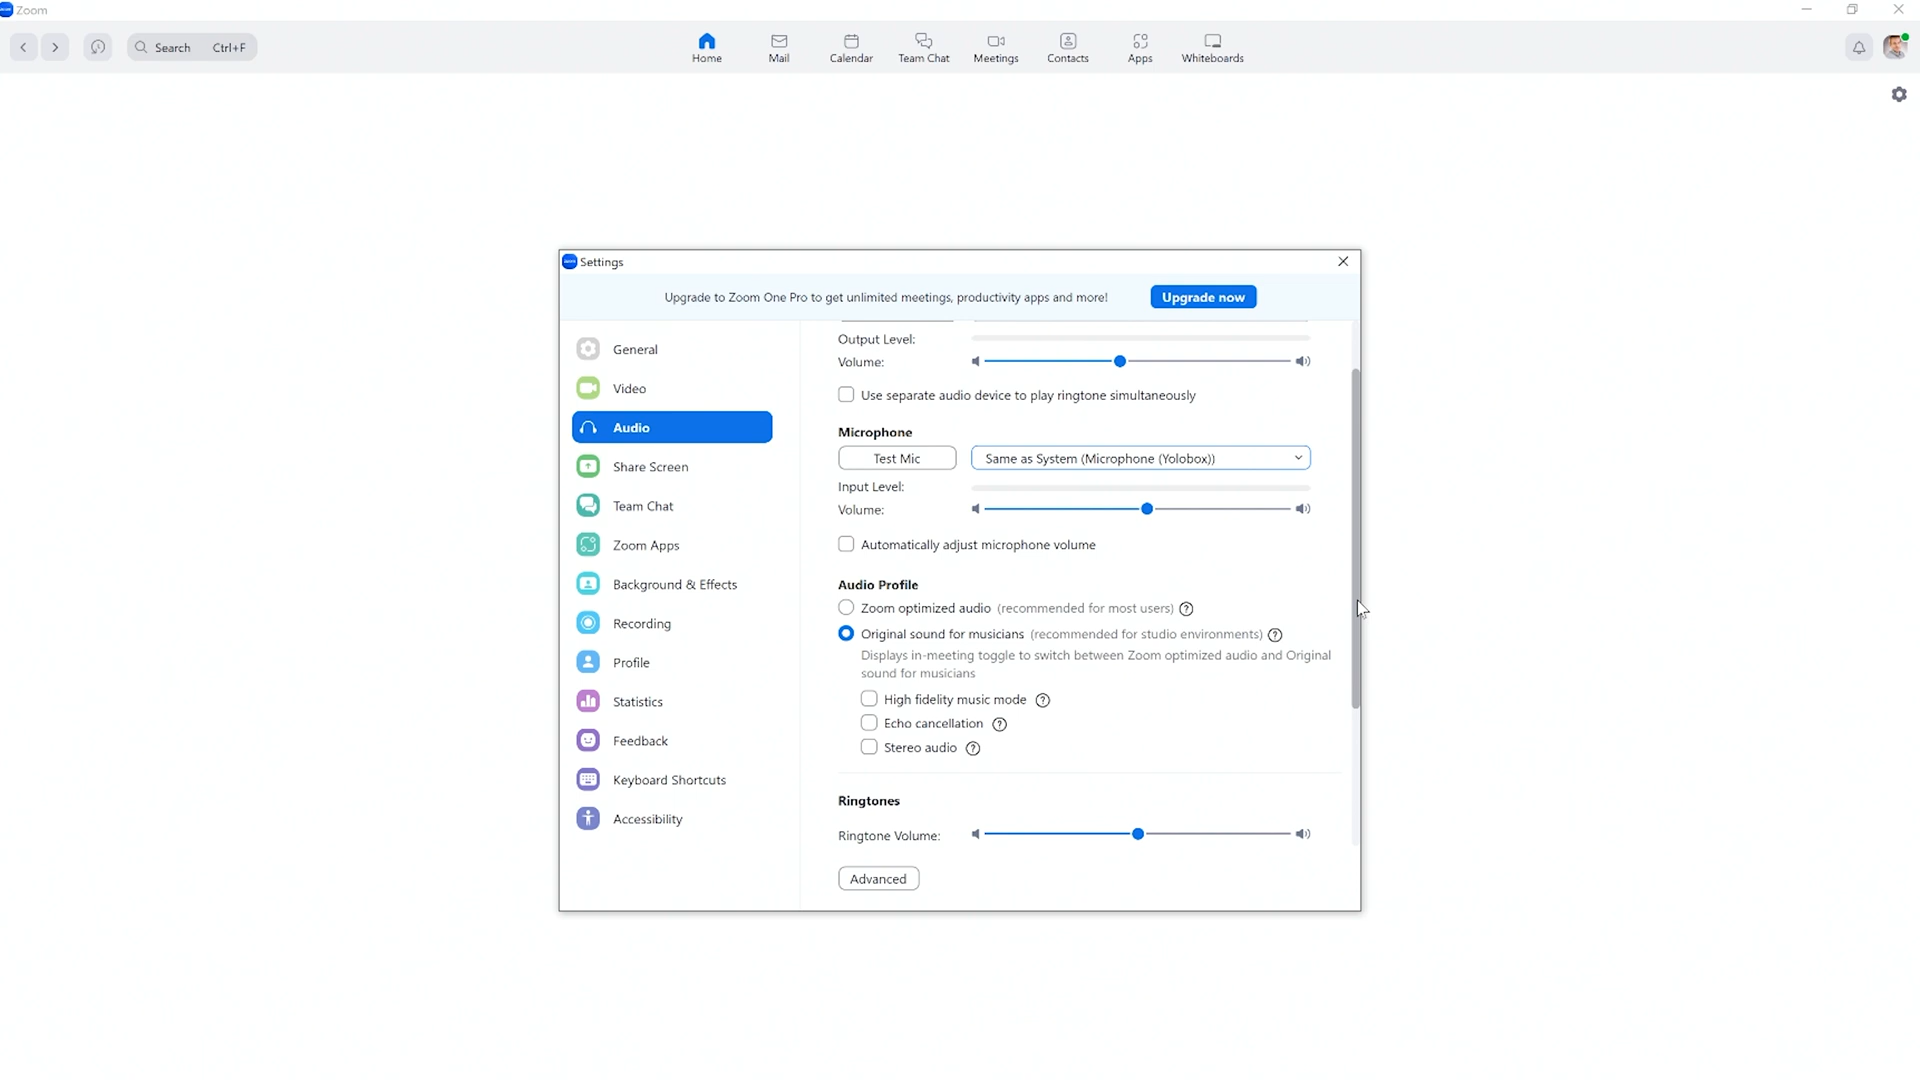 Zoom
Search Ctrl+F
Home
Mail
Calendar
Team Chat
Meetings
Contacts
Apps
Whiteboards
Settings
Upgrade to Zoom One Pro to get unlimited meetings, productivity apps and more!
Upgrade now
General
Video
Audio
Share Screen
Team Chat
Zoom Apps
Background & Effects
Recording
Profile
Statistics
Feedback
Keyboard Shortcuts
Accessibility
Output Level:
Volume:
Use separate audio device to play ringtone simultaneously
Microphone
Test Mic
Same as System (Microphone (Yolobox))
Input Level:
Volume:
Automatically adjust microphone volume
Audio Profile
Zoom optimized audio (recommended for most users) ?
Original sound for musicians (recommended for studio environments) ?
Displays in-meeting toggle to switch between Zoom optimized audio and Original
sound for musicians
High fidelity music mode ?
Echo cancellation ?
Stereo audio ?
Ringtones
Ringtone Volume:
Advanced